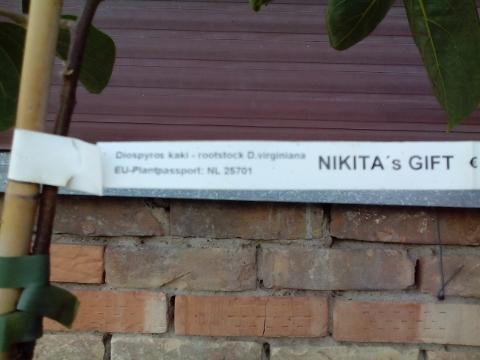 Diospyros kaki - rootstock D.virginiana
EU-Plantpassport: NL 25701
NIKITA´s GIFT €